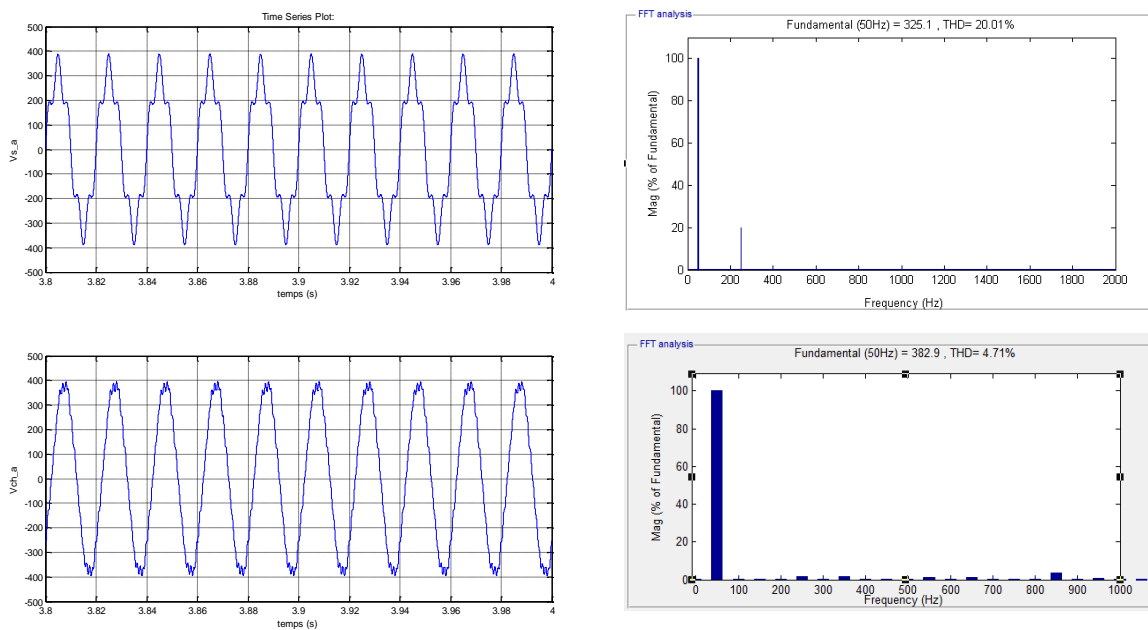 Time Series Plot:
Vs_a
500
400
300
200
100
0
-100
-200
-300
-400
-500
3.8 3.82 3.84 3.86 3.88 3.9 3.92 3.94 3.96 3.98 4
temps (s)
FFT analysis
Fundamental (50Hz) = 325.1 , THD= 20.01%
Mag (% of Fundamental)
100
80
60
40
20
0
0 200 400 600 800 1000 1200 1400 1600 1800 2000
Frequency (Hz)
Vch_a
500
400
300
200
100
0
-100
-200
-300
-400
-500
3.8 3.82 3.84 3.86 3.88 3.9 3.92 3.94 3.96 3.98 4
temps (s)
FFT analysis
Fundamental (50Hz) = 382.9 , THD= 4.71%
Mag (% of Fundamental)
100
80
60
40
20
0
0 100 200 300 400 500 600 700 800 900 1000
Frequency (Hz)